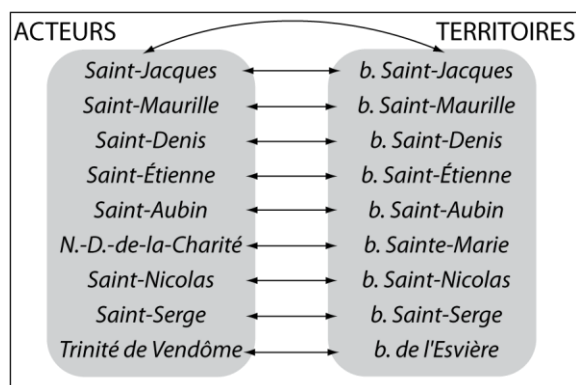 ACTEURS TERRITOIRES
Saint-Jacques b. Saint-Jacques
Saint-Maurille b. Saint-Maurille
Saint-Denis b. Saint-Denis
Saint-Étienne b. Saint-Étienne
Saint-Aubin b. Saint-Aubin
N.-D.-de-la-Charité b. Sainte-Marie
Saint-Nicolas b. Saint-Nicolas
Saint-Serge b. Saint-Serge
Trinité de Vendôme b. de l'Esvière